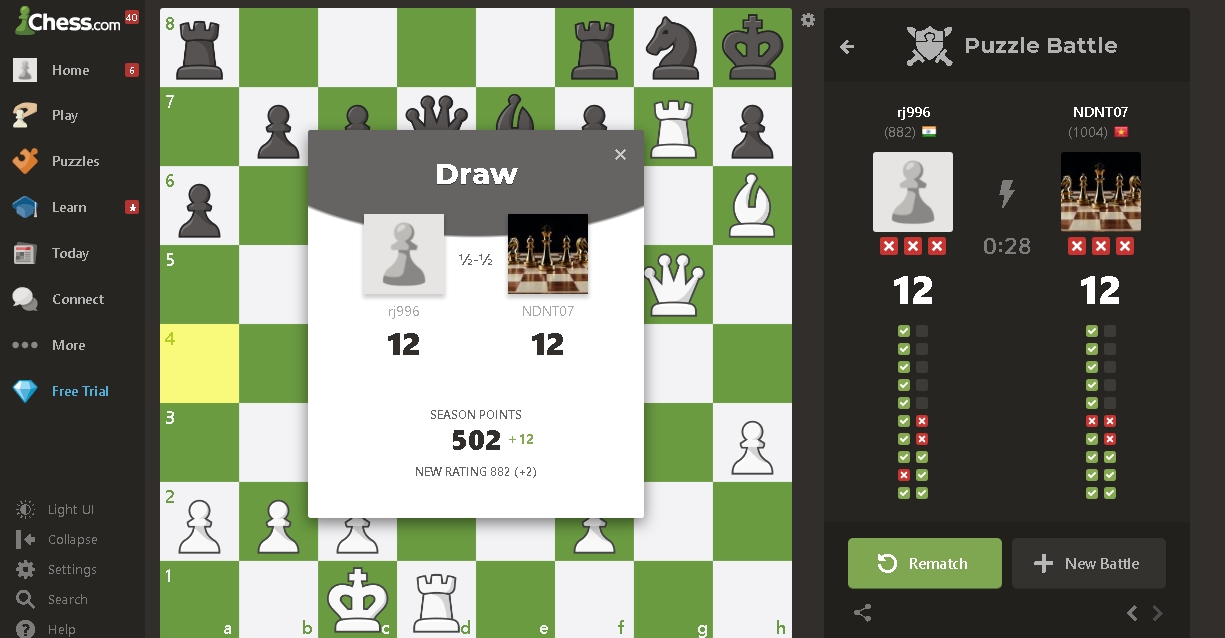 Chess.com 40
Home 6
Play
Puzzles
Learn
Today
Connect
More
Free Trial
Light UI
Collapse
Settings
Search
Help
8
7
6
5
4
3
2
1
a b c d e f g h
Draw
½-½
rj996 NDNT07
12 12
SEASON POINTS
502 +12
NEW RATING 882 (+2)
Puzzle Battle
rj996 NDNT07
(882) (1004)
0:28
12 12
Rematch
New Battle